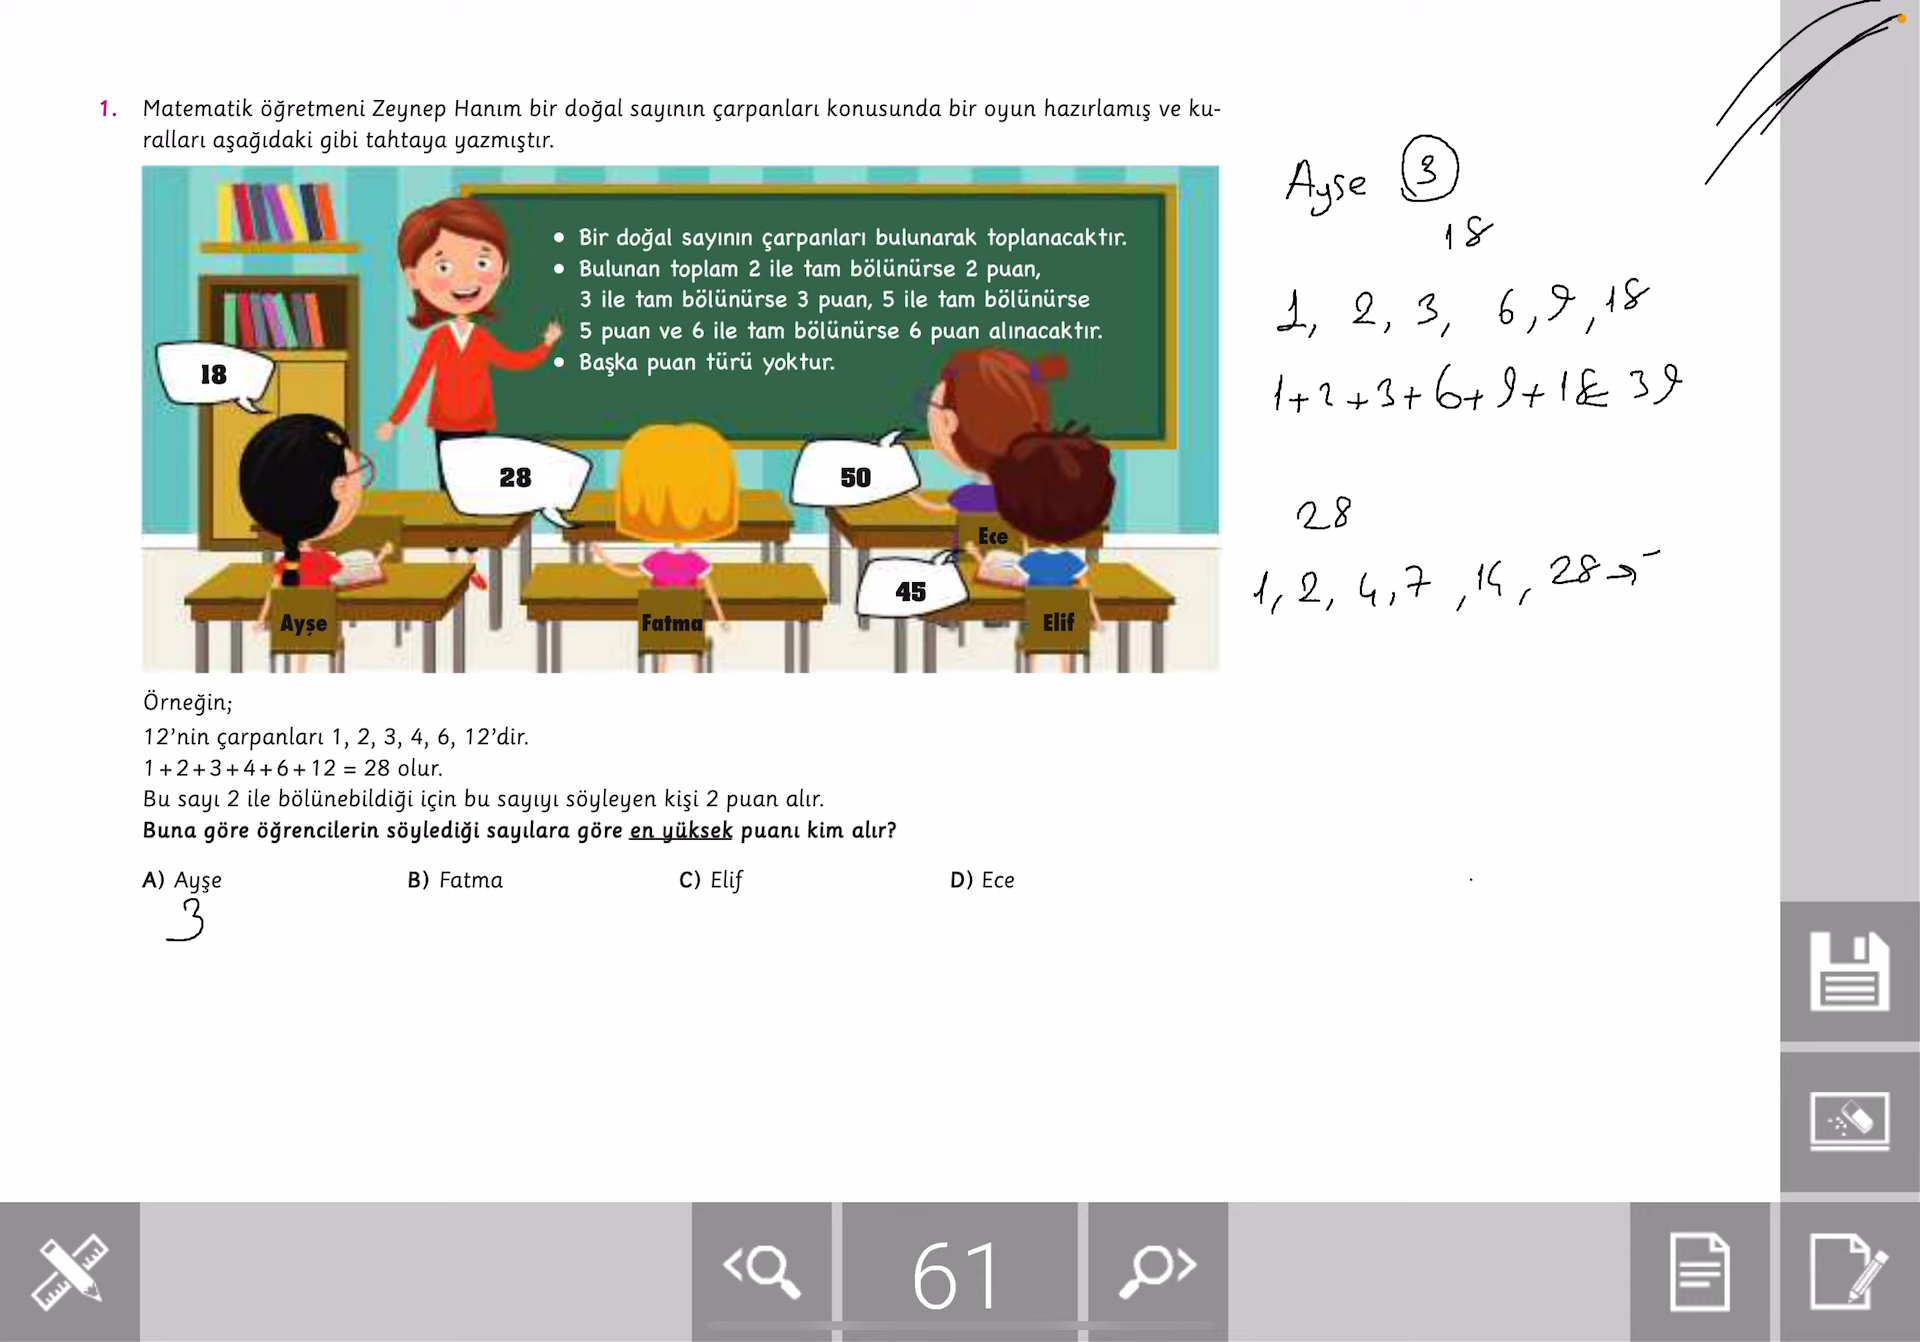 1. Matematik öğretmeni Zeynep Hanım bir doğal sayının çarpanları konusunda bir oyun hazırlamış ve ku-
ralları aşağıdaki gibi tahtaya yazmıştır.
• Bir doğal sayının çarpanları bulunarak toplanacaktır.
• Bulunan toplam 2 ile tam bölünürse 2 puan,
3 ile tam bölünürse 3 puan, 5 ile tam bölünürse
5 puan ve 6 ile tam bölünürse 6 puan alınacaktır.
• Başka puan türü yoktur.
18
28
50
45
Ece
Ayşe
Fatma
Elif
Örneğin;
12'nin çarpanları 1, 2, 3, 4, 6, 12'dir.
1+2+3+4+6+12 = 28 olur.
Bu sayı 2 ile bölünebildiği için bu sayıyı söyleyen kişi 2 puan alır.
Buna göre öğrencilerin söylediği sayılara göre en yüksek puanı kim alır?
A) Ayşe B) Fatma C) Elif D) Ece
3
Ayşe 3
18
1, 2, 3, 6, 9, 18
1+2+3+6+9+18= 39
28
1, 2, 4, 7, 14, 28
61